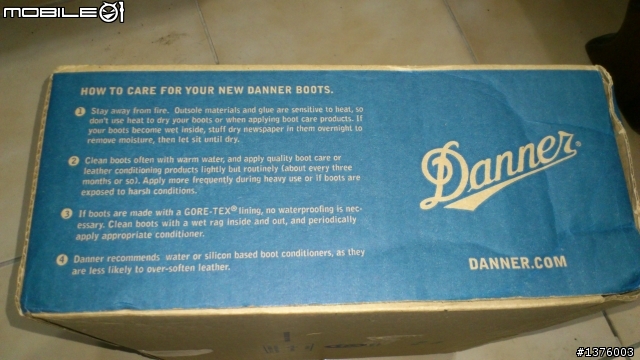 MOBILE01
HOW TO CARE FOR YOUR NEW DANNER BOOTS.
1 Stay away from fire. Outsole materials and glue are sensitive to heat, so
don't use heat to dry your boots or when applying boot care products. If
your boots become wet inside, stuff dry newspaper in them overnight to
remove moisture, then let sit until dry.
2 Clean boots often with warm water, and apply quality boot care or
leather conditioning products lightly but routinely (about every three
months or so). Apply more frequently during heavy use or if boots are
exposed to harsh conditions.
3 If boots are made with a GORE-TEX® lining, no waterproofing is nec-
essary. Clean boots with a wet rag inside and out, and periodically
apply appropriate conditioner.
4 Danner recommends water or silicon based boot conditioners, as they
are less likely to over-soften leather.
Danner®
DANNER.COM
#1376003